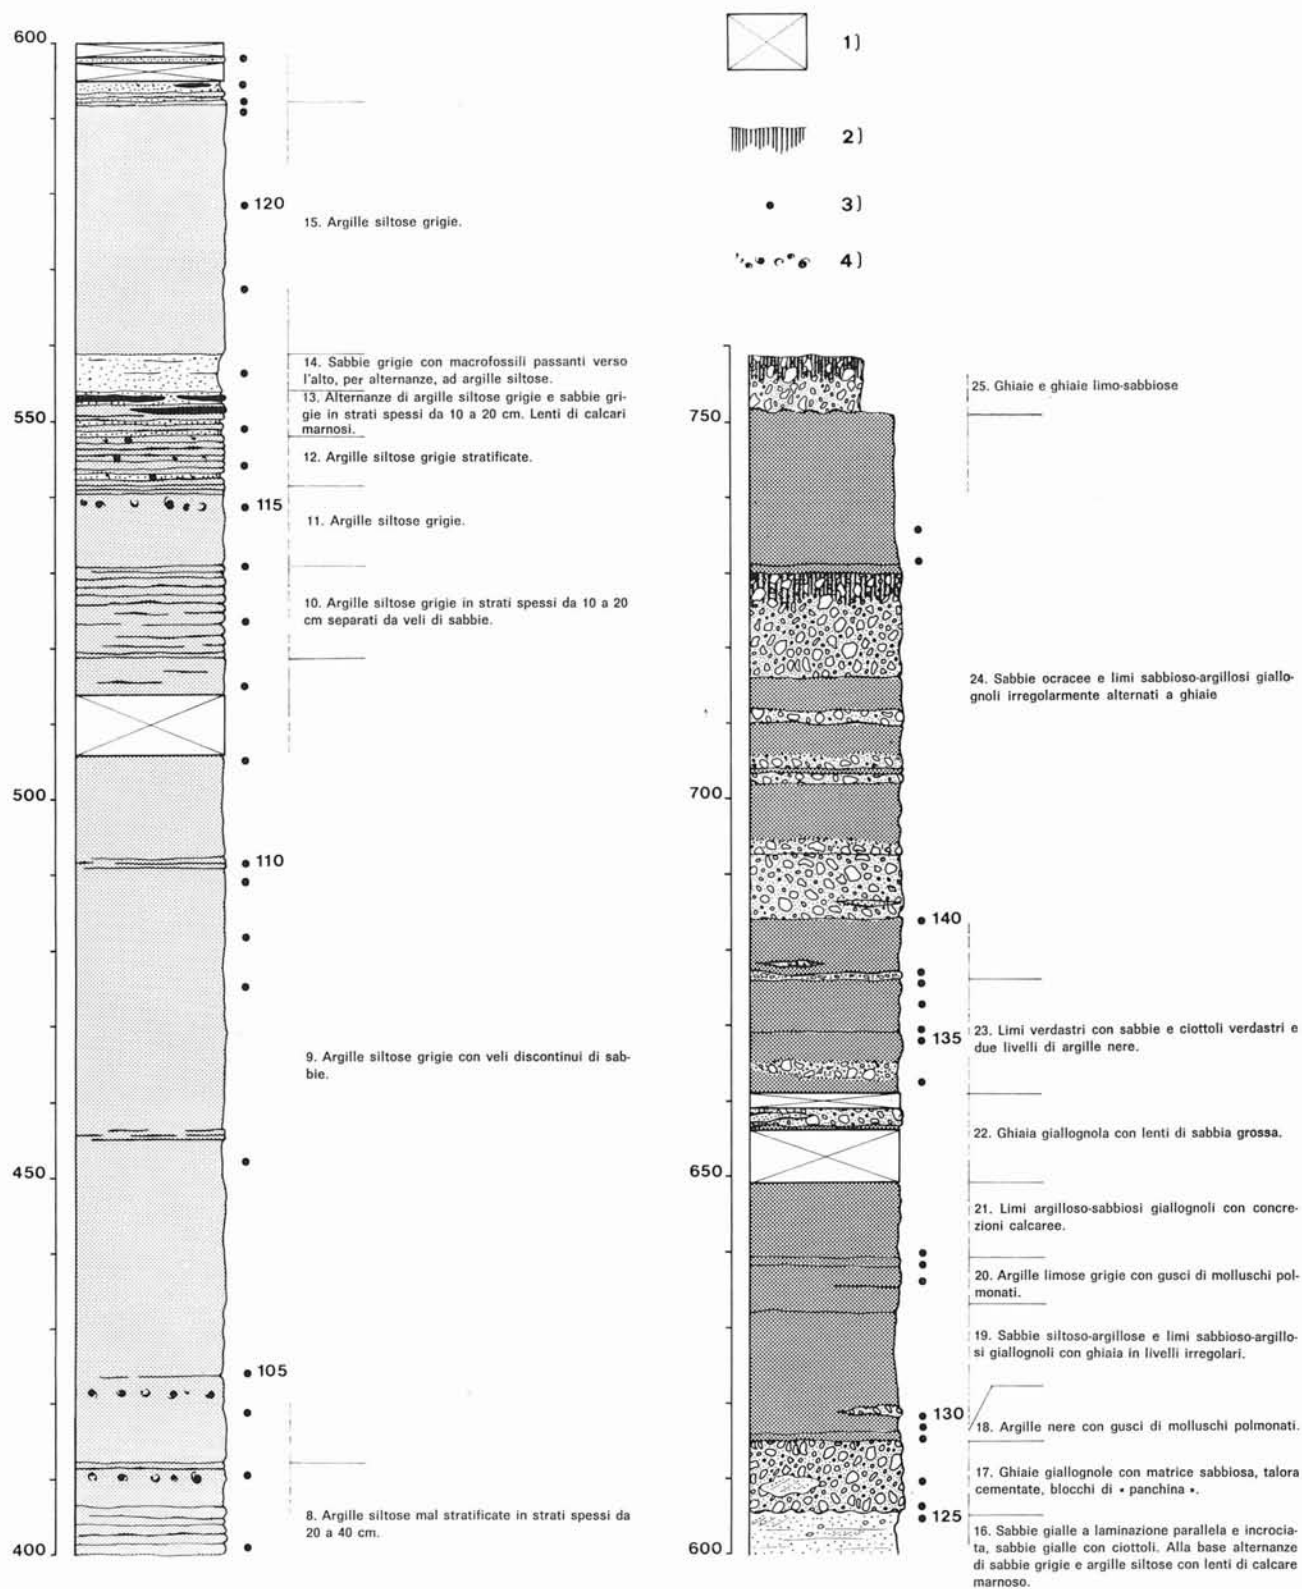 600
120
15. Argille siltose grigie.
14. Sabbie grigie con macrofossili passanti verso
l'alto, per alternanze, ad argille siltose.
13. Alternanze di argille siltose grigie e sabbie gri-
gie in strati spessi da 10 a 20 cm. Lenti di calcari
marnosi.
550
12. Argille siltose grigie stratificate.
115
11. Argille siltose grigie.
10. Argille siltose grigie in strati spessi da 10 a 20
cm separati da veli di sabbie.
500
110
9. Argille siltose grigie con veli discontinui di sab-
bie.
450
105
8. Argille siltose mal stratificate in strati spessi da
20 a 40 cm.
400
1)
2)
3)
4)
25. Ghiaie e ghiaie limo-sabbiose
750
24. Sabbie ocracee e limi sabbioso-argillosi giallo-
gnoli irregolarmente alternati a ghiaie
700
140
135
23. Limi verdastri con sabbie e ciottoli verdastri e
due livelli di argille nere.
22. Ghiaia giallognola con lenti di sabbia grossa.
650
21. Limi argilloso-sabbiosi giallognoli con concre-
zioni calcaree.
20. Argille limose grigie con gusci di molluschi pol-
monati.
19. Sabbie siltoso-argillose e limi sabbioso-argillo-
si giallognoli con ghiaia in livelli irregolari.
130
18. Argille nere con gusci di molluschi polmonati.
17. Ghiaie giallognole con matrice sabbiosa, talora
cementate, blocchi di « panchina ».
125
16. Sabbie gialle a laminazione parallela e incrocia-
ta, sabbie gialle con ciottoli. Alla base alternanze
di sabbie grigie e argille siltose con lenti di calcare
marnoso.
600